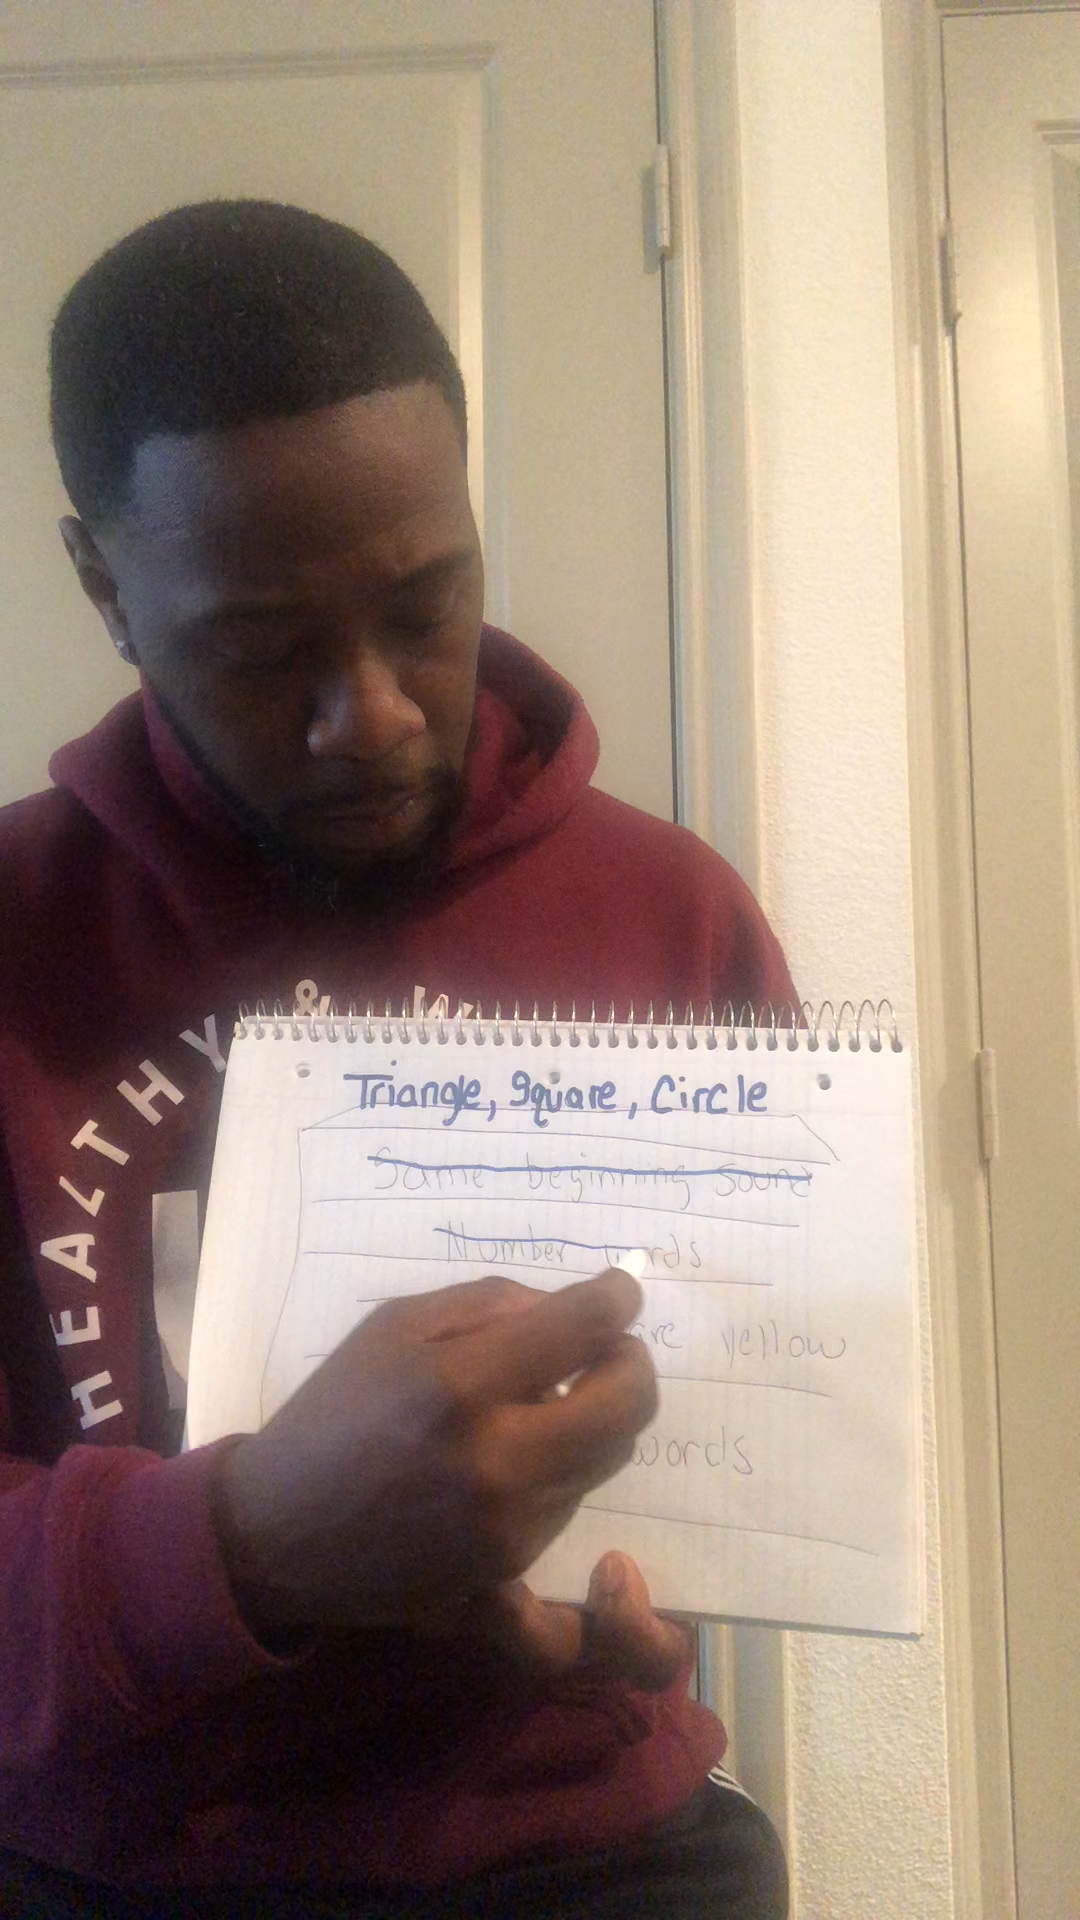 HEALTHY &
Triangle, Square, Circle
Same beginning sound
Number words
are yellow
words